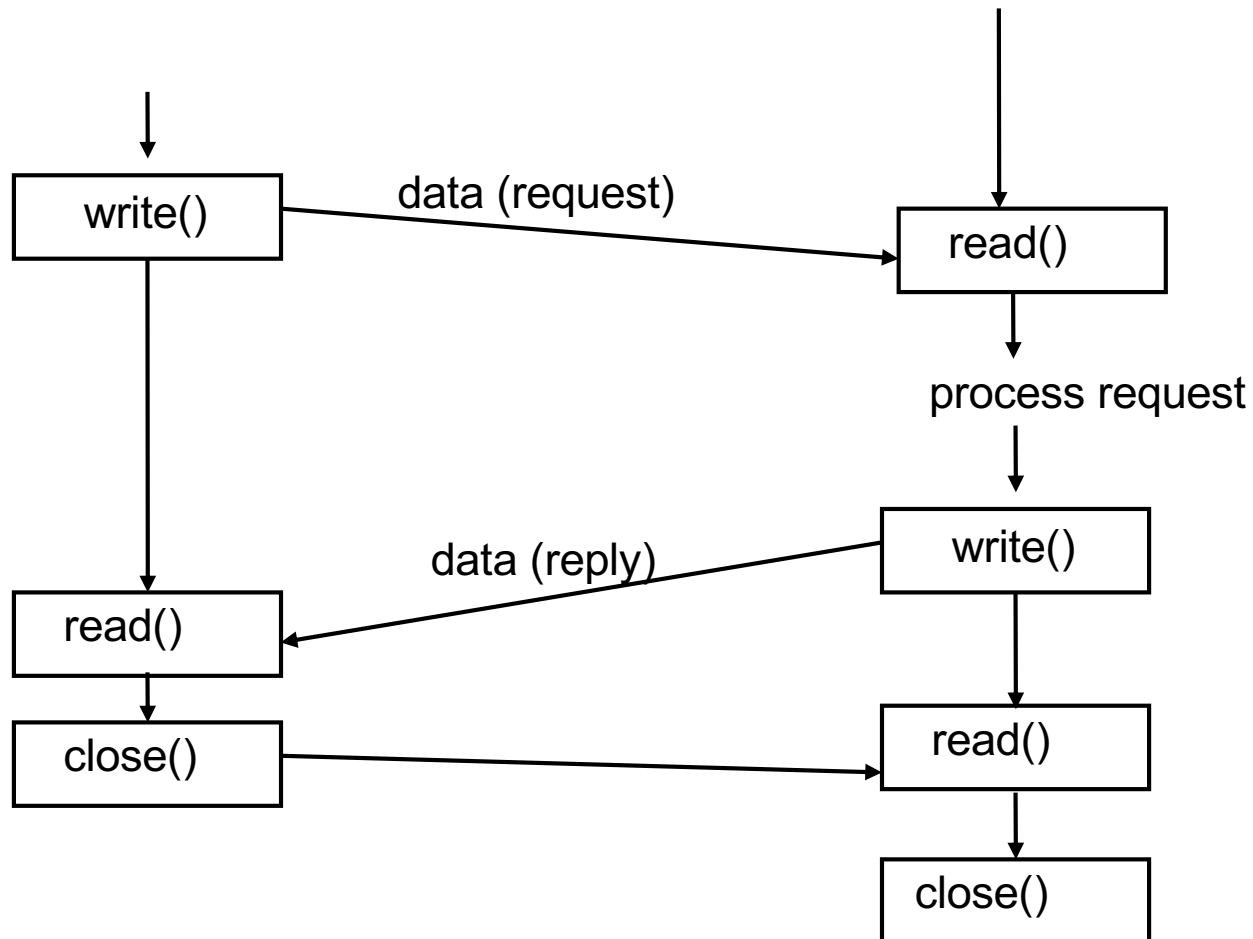 write()
data (request)
read()
process request
write()
data (reply)
read()
read()
close()
close()